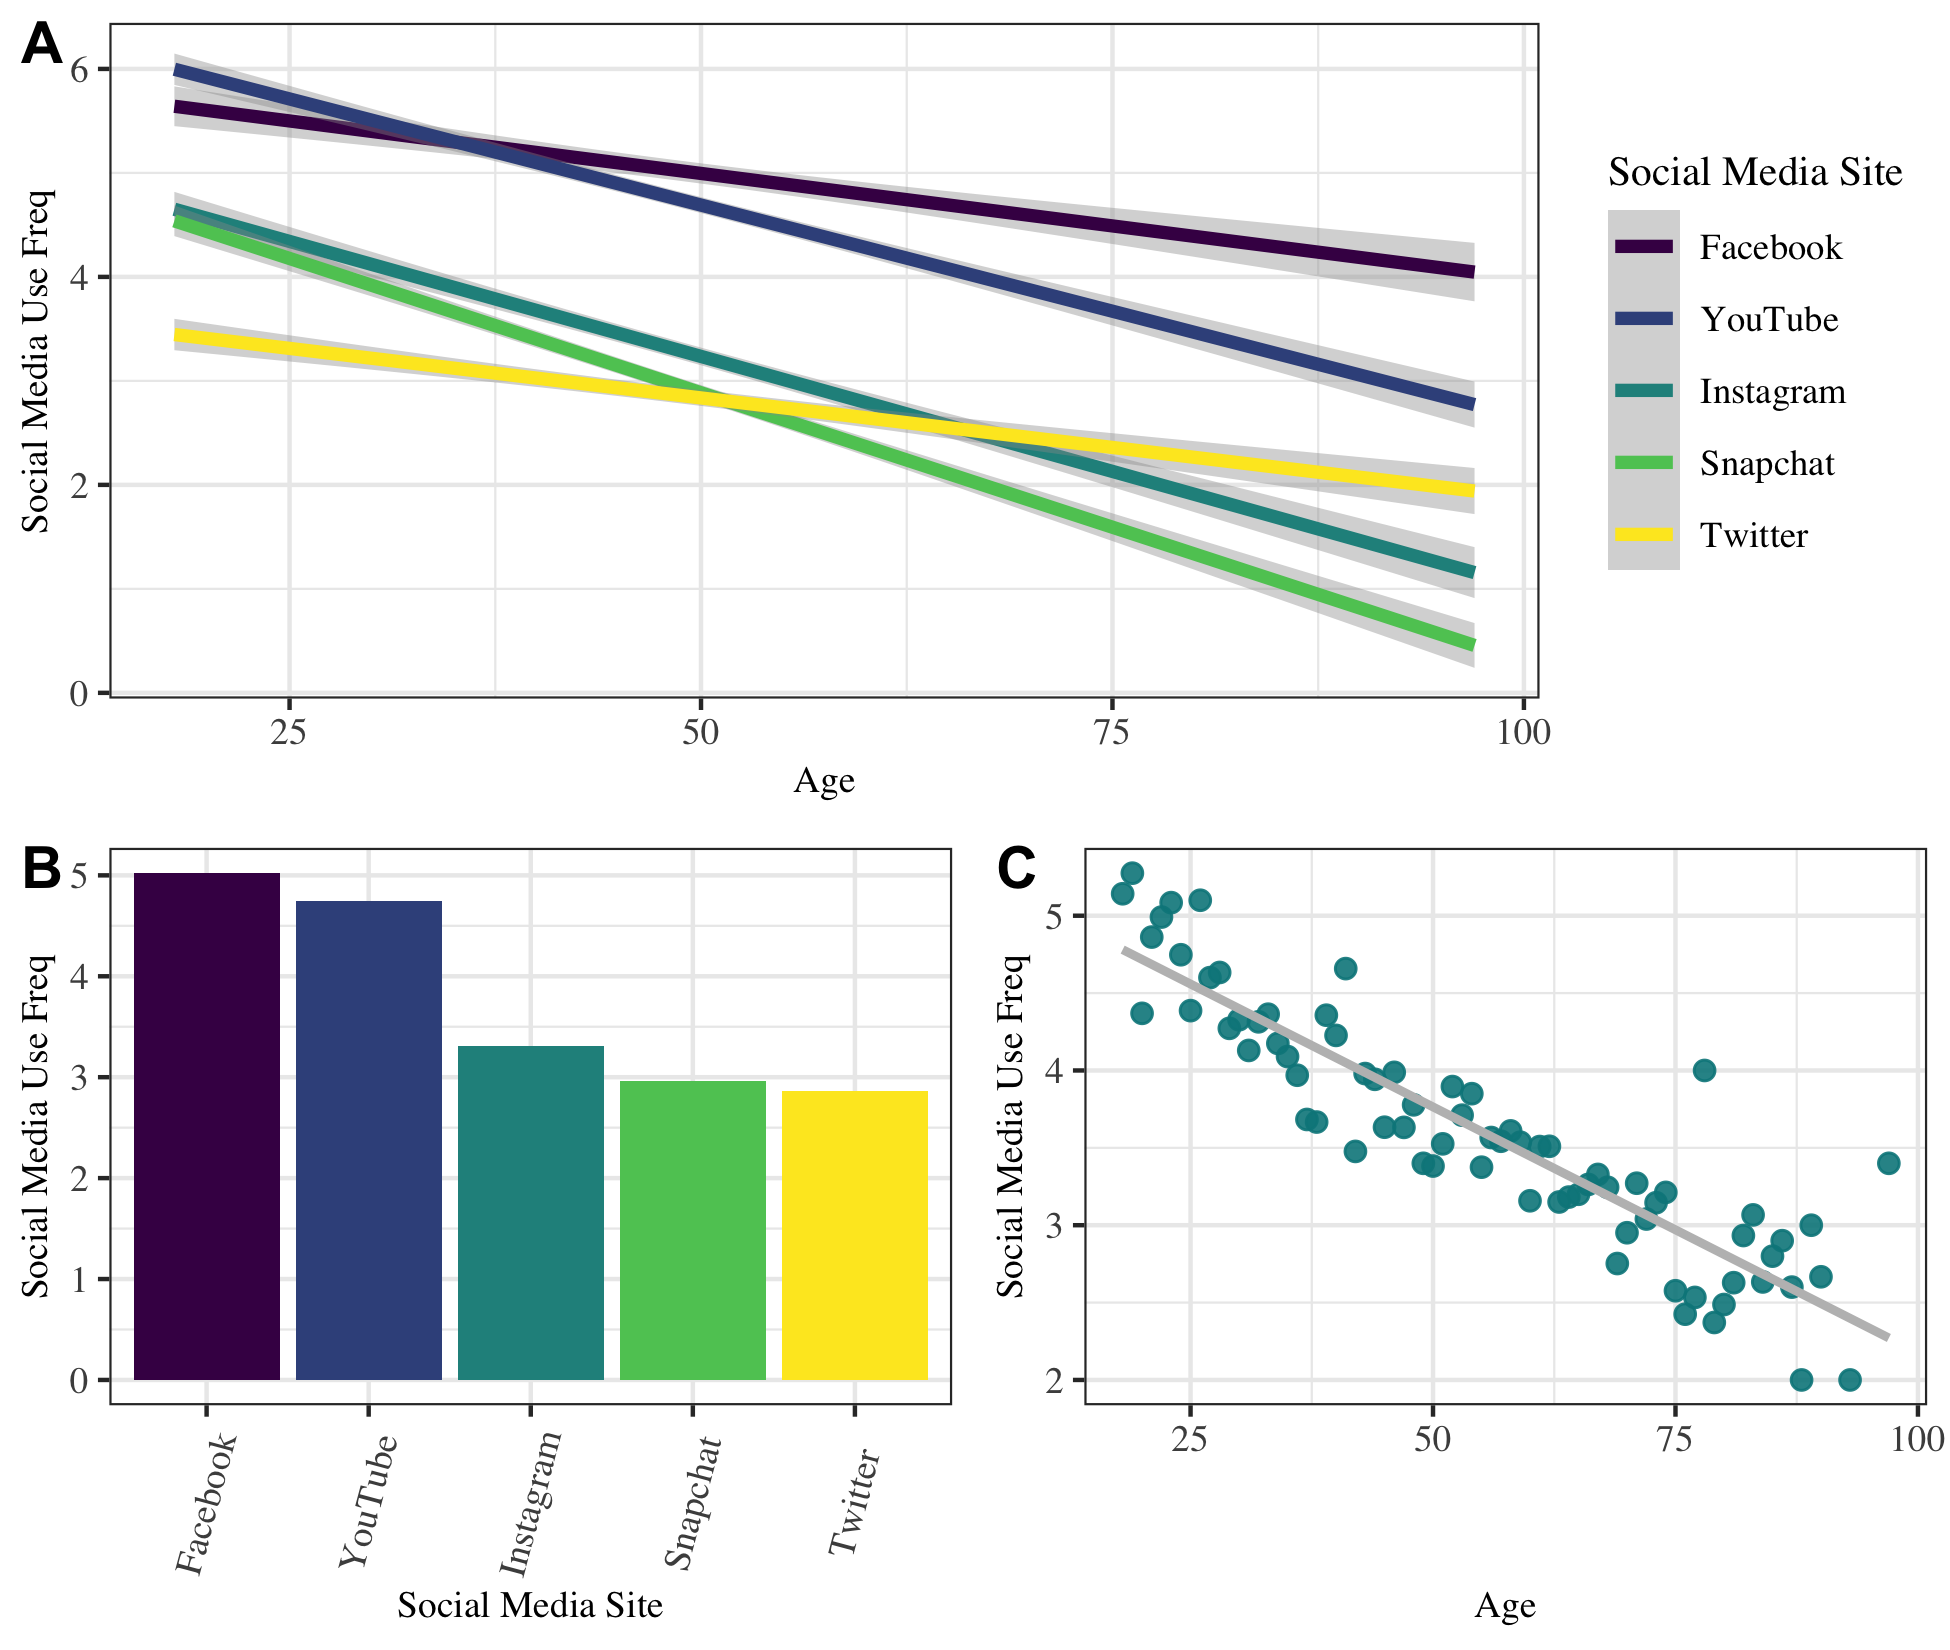 A
Social Media Use Freq
6
4
2
0
25 50 75 100
Age
Social Media Site
Facebook
YouTube
Instagram
Snapchat
Twitter
B
Social Media Use Freq
5
4
3
2
1
0
Facebook
YouTube
Instagram
Snapchat
Twitter
Social Media Site
C
Social Media Use Freq
5
4
3
2
25 50 75 100
Age